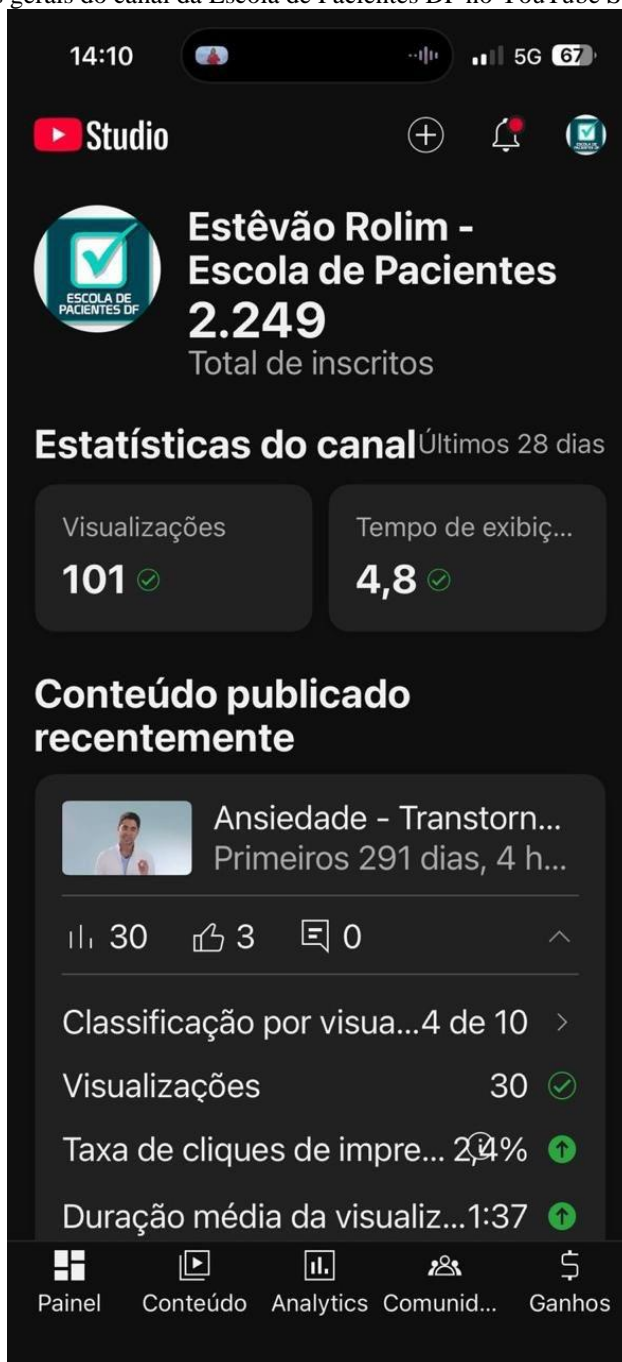 gerais do canal da Escola de Pacientes DF no YouTube S
14:10
5G 67
Studio
ESCOLA DE
PACIENTES DF
Estêvão Rolim -
Escola de Pacientes
2.249
Total de inscritos
Estatísticas do canal Últimos 28 dias
Visualizações
101
Tempo de exibiç...
4,8
Conteúdo publicado
recentemente
Ansiedade - Transtorn...
Primeiros 291 dias, 4 h...
30 3 0
Classificação por visua...4 de 10
Visualizações 30
Taxa de cliques de impre... 2,4%
Duração média da visualiz...1:37
Painel Conteúdo Analytics Comunid... Ganhos